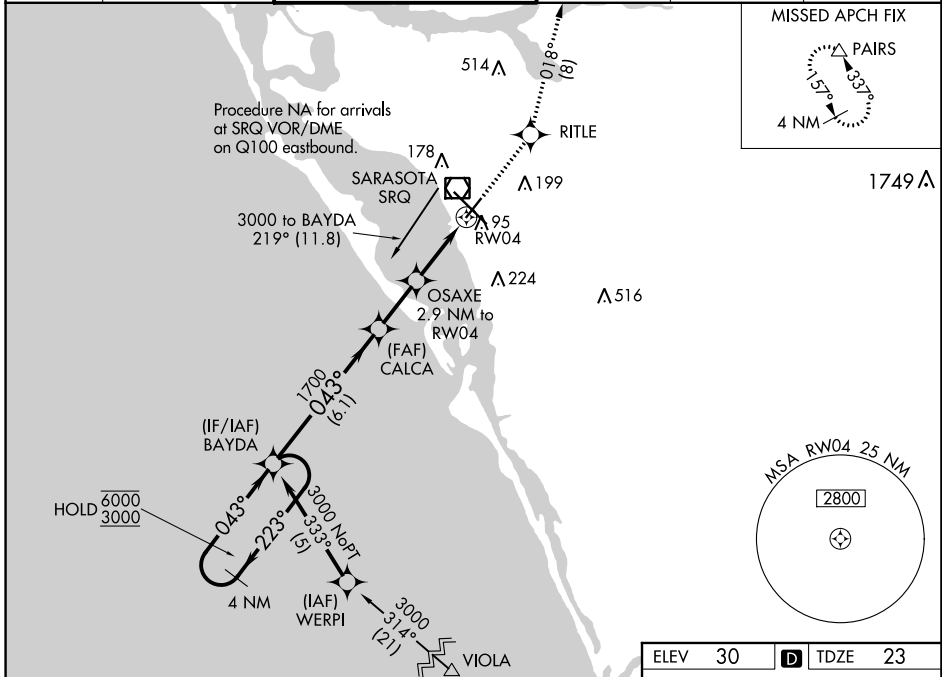 MISSED APCH FIX
PAIRS
157°
337°
4 NM
514
018°
(8)
Procedure NA for arrivals
at SRQ VOR/DME
on Q100 eastbound.
RITLE
178
SARASOTA
SRQ
199
1749
3000 to BAYDA
219° (11.8)
95
RW04
224
OSAXE
2.9 NM to
RW04
516
(FAF)
CALCA
1700
043°
(6.1)
(IF/IAF)
BAYDA
HOLD 6000
3000
043°
223°
3000 NoPT
333°
(5)
4 NM
(IAF)
WERPI
3000
314°
(21)
VIOLA
MSA RW04 25 NM
2800
ELEV 30 D TDZE 23